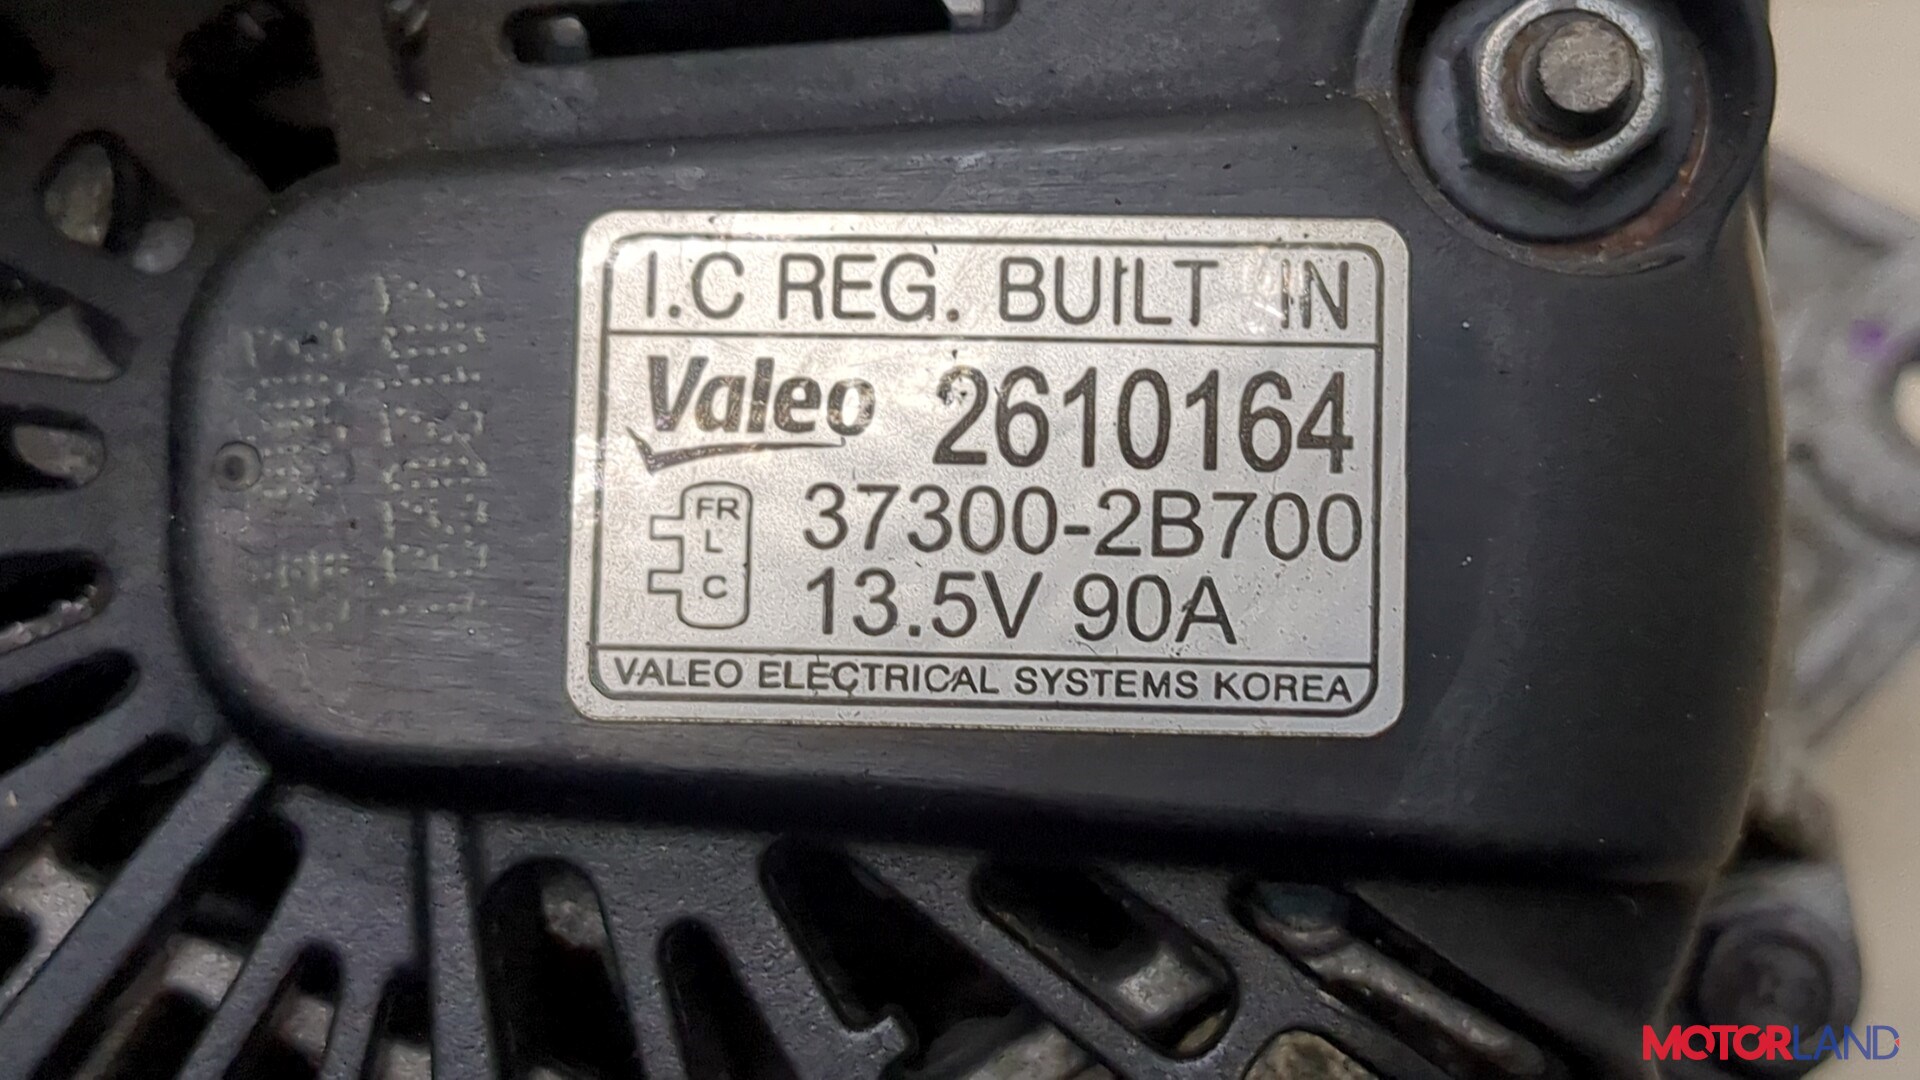 I.C REG. BUILT IN
Valeo 2610164
FR
L
C
37300-2B700
13.5V 90A
VALEO ELECTRICAL SYSTEMS KOREA
MOTORLAND